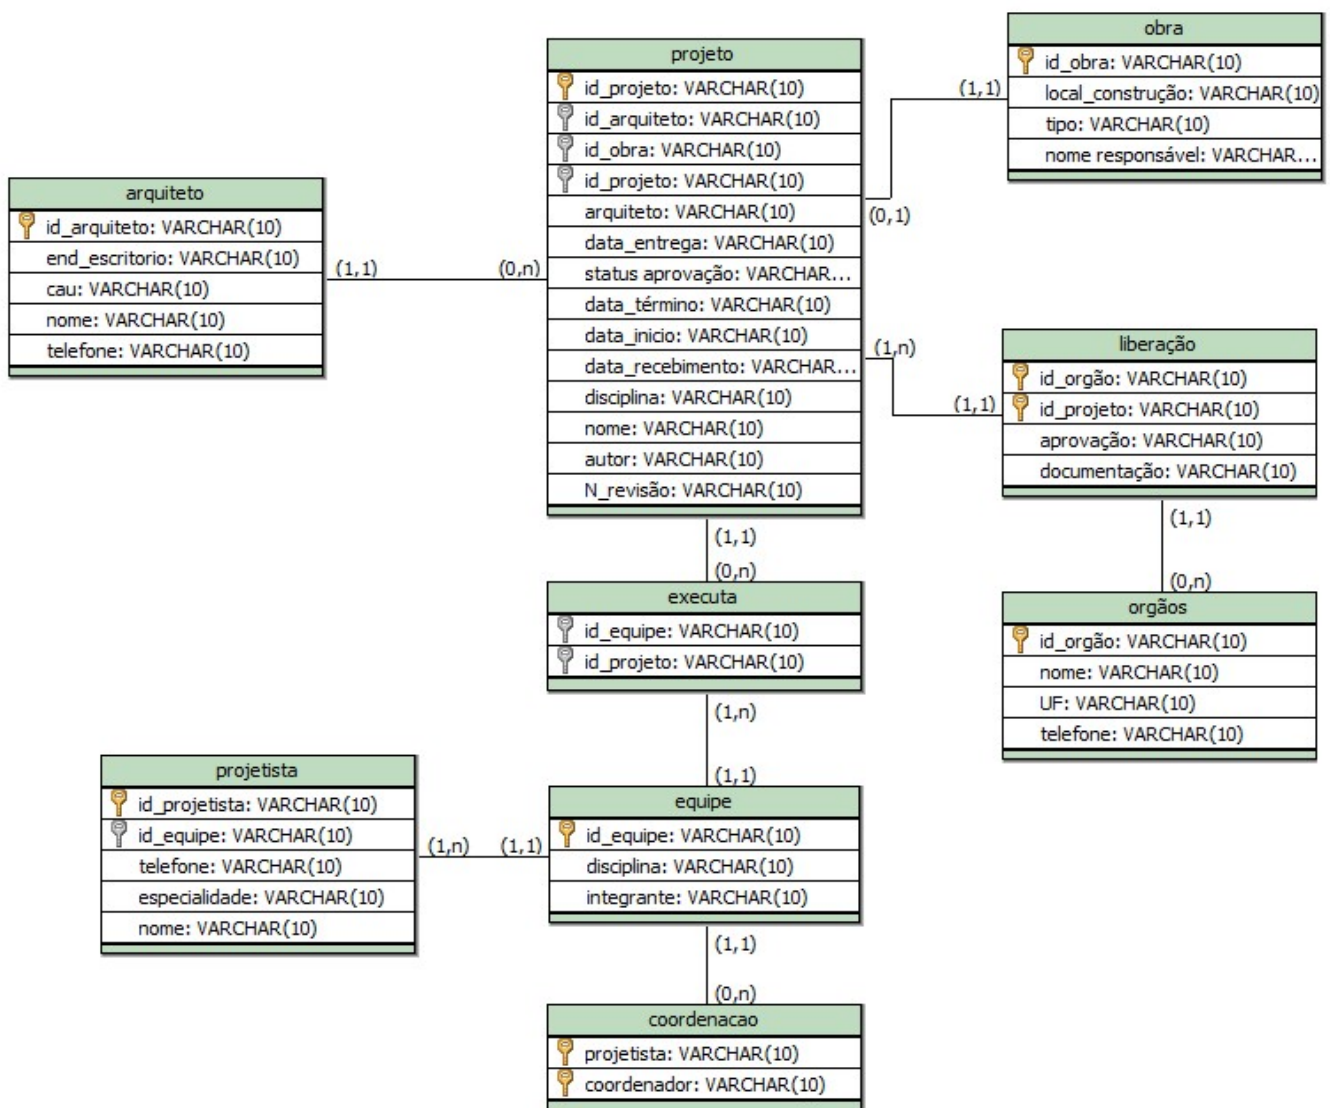 obra
id_obra: VARCHAR(10)
local_construção: VARCHAR(10)
tipo: VARCHAR(10)
nome responsável: VARCHAR...
projeto
id_projeto: VARCHAR(10)
id_arquiteto: VARCHAR(10)
id_obra: VARCHAR(10)
id_projeto: VARCHAR(10)
arquiteto: VARCHAR(10)
data_entrega: VARCHAR(10)
status aprovação: VARCHAR...
data_término: VARCHAR(10)
data_inicio: VARCHAR(10)
data_recebimento: VARCHAR...
disciplina: VARCHAR(10)
nome: VARCHAR(10)
autor: VARCHAR(10)
N_revisão: VARCHAR(10)
(1,1)
(0,1)
arquiteto
id_arquiteto: VARCHAR(10)
end_escritorio: VARCHAR(10)
cau: VARCHAR(10)
nome: VARCHAR(10)
telefone: VARCHAR(10)
(1,1)
(0,n)
(1,n)
(1,1)
liberação
id_orgão: VARCHAR(10)
id_projeto: VARCHAR(10)
aprovação: VARCHAR(10)
documentação: VARCHAR(10)
(1,1)
(0,n)
orgãos
id_orgão: VARCHAR(10)
nome: VARCHAR(10)
UF: VARCHAR(10)
telefone: VARCHAR(10)
(1,1)
(0,n)
executa
id_equipe: VARCHAR(10)
id_projeto: VARCHAR(10)
(1,n)
(1,1)
projetista
id_projetista: VARCHAR(10)
id_equipe: VARCHAR(10)
telefone: VARCHAR(10)
especialidade: VARCHAR(10)
nome: VARCHAR(10)
(1,n)
(1,1)
equipe
id_equipe: VARCHAR(10)
disciplina: VARCHAR(10)
integrante: VARCHAR(10)
(1,1)
(0,n)
coordenacao
projetista: VARCHAR(10)
coordenador: VARCHAR(10)